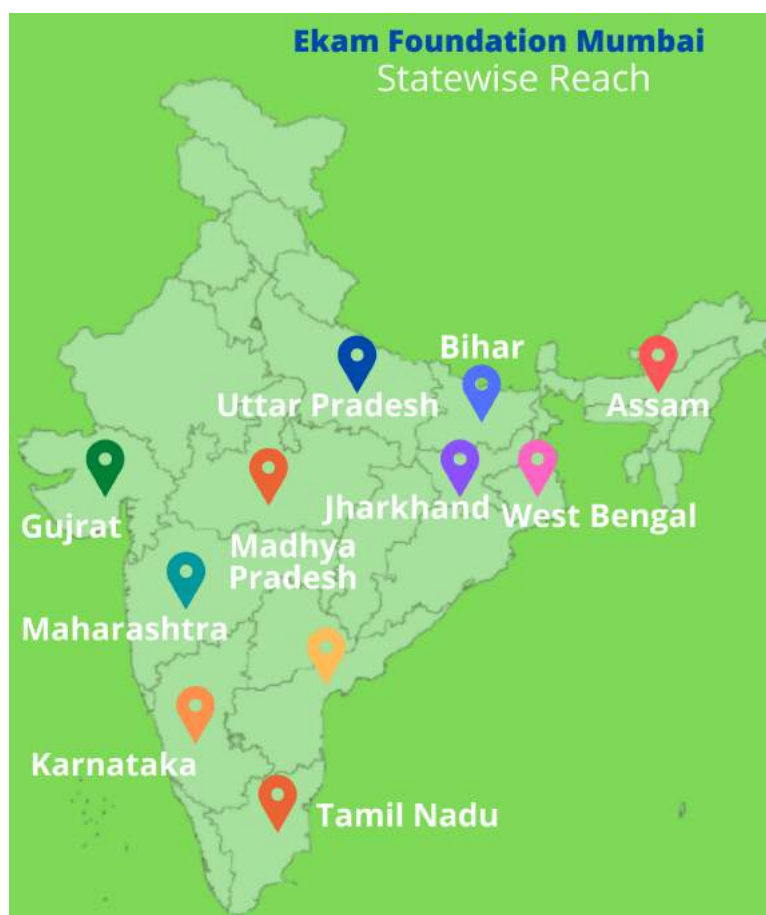 Ekam Foundation Mumbai
Statewise Reach
Bihar
Uttar Pradesh
Assam
Jharkhand
West Bengal
Gujrat
Madhya
Pradesh
Maharashtra
Karnataka
Tamil Nadu